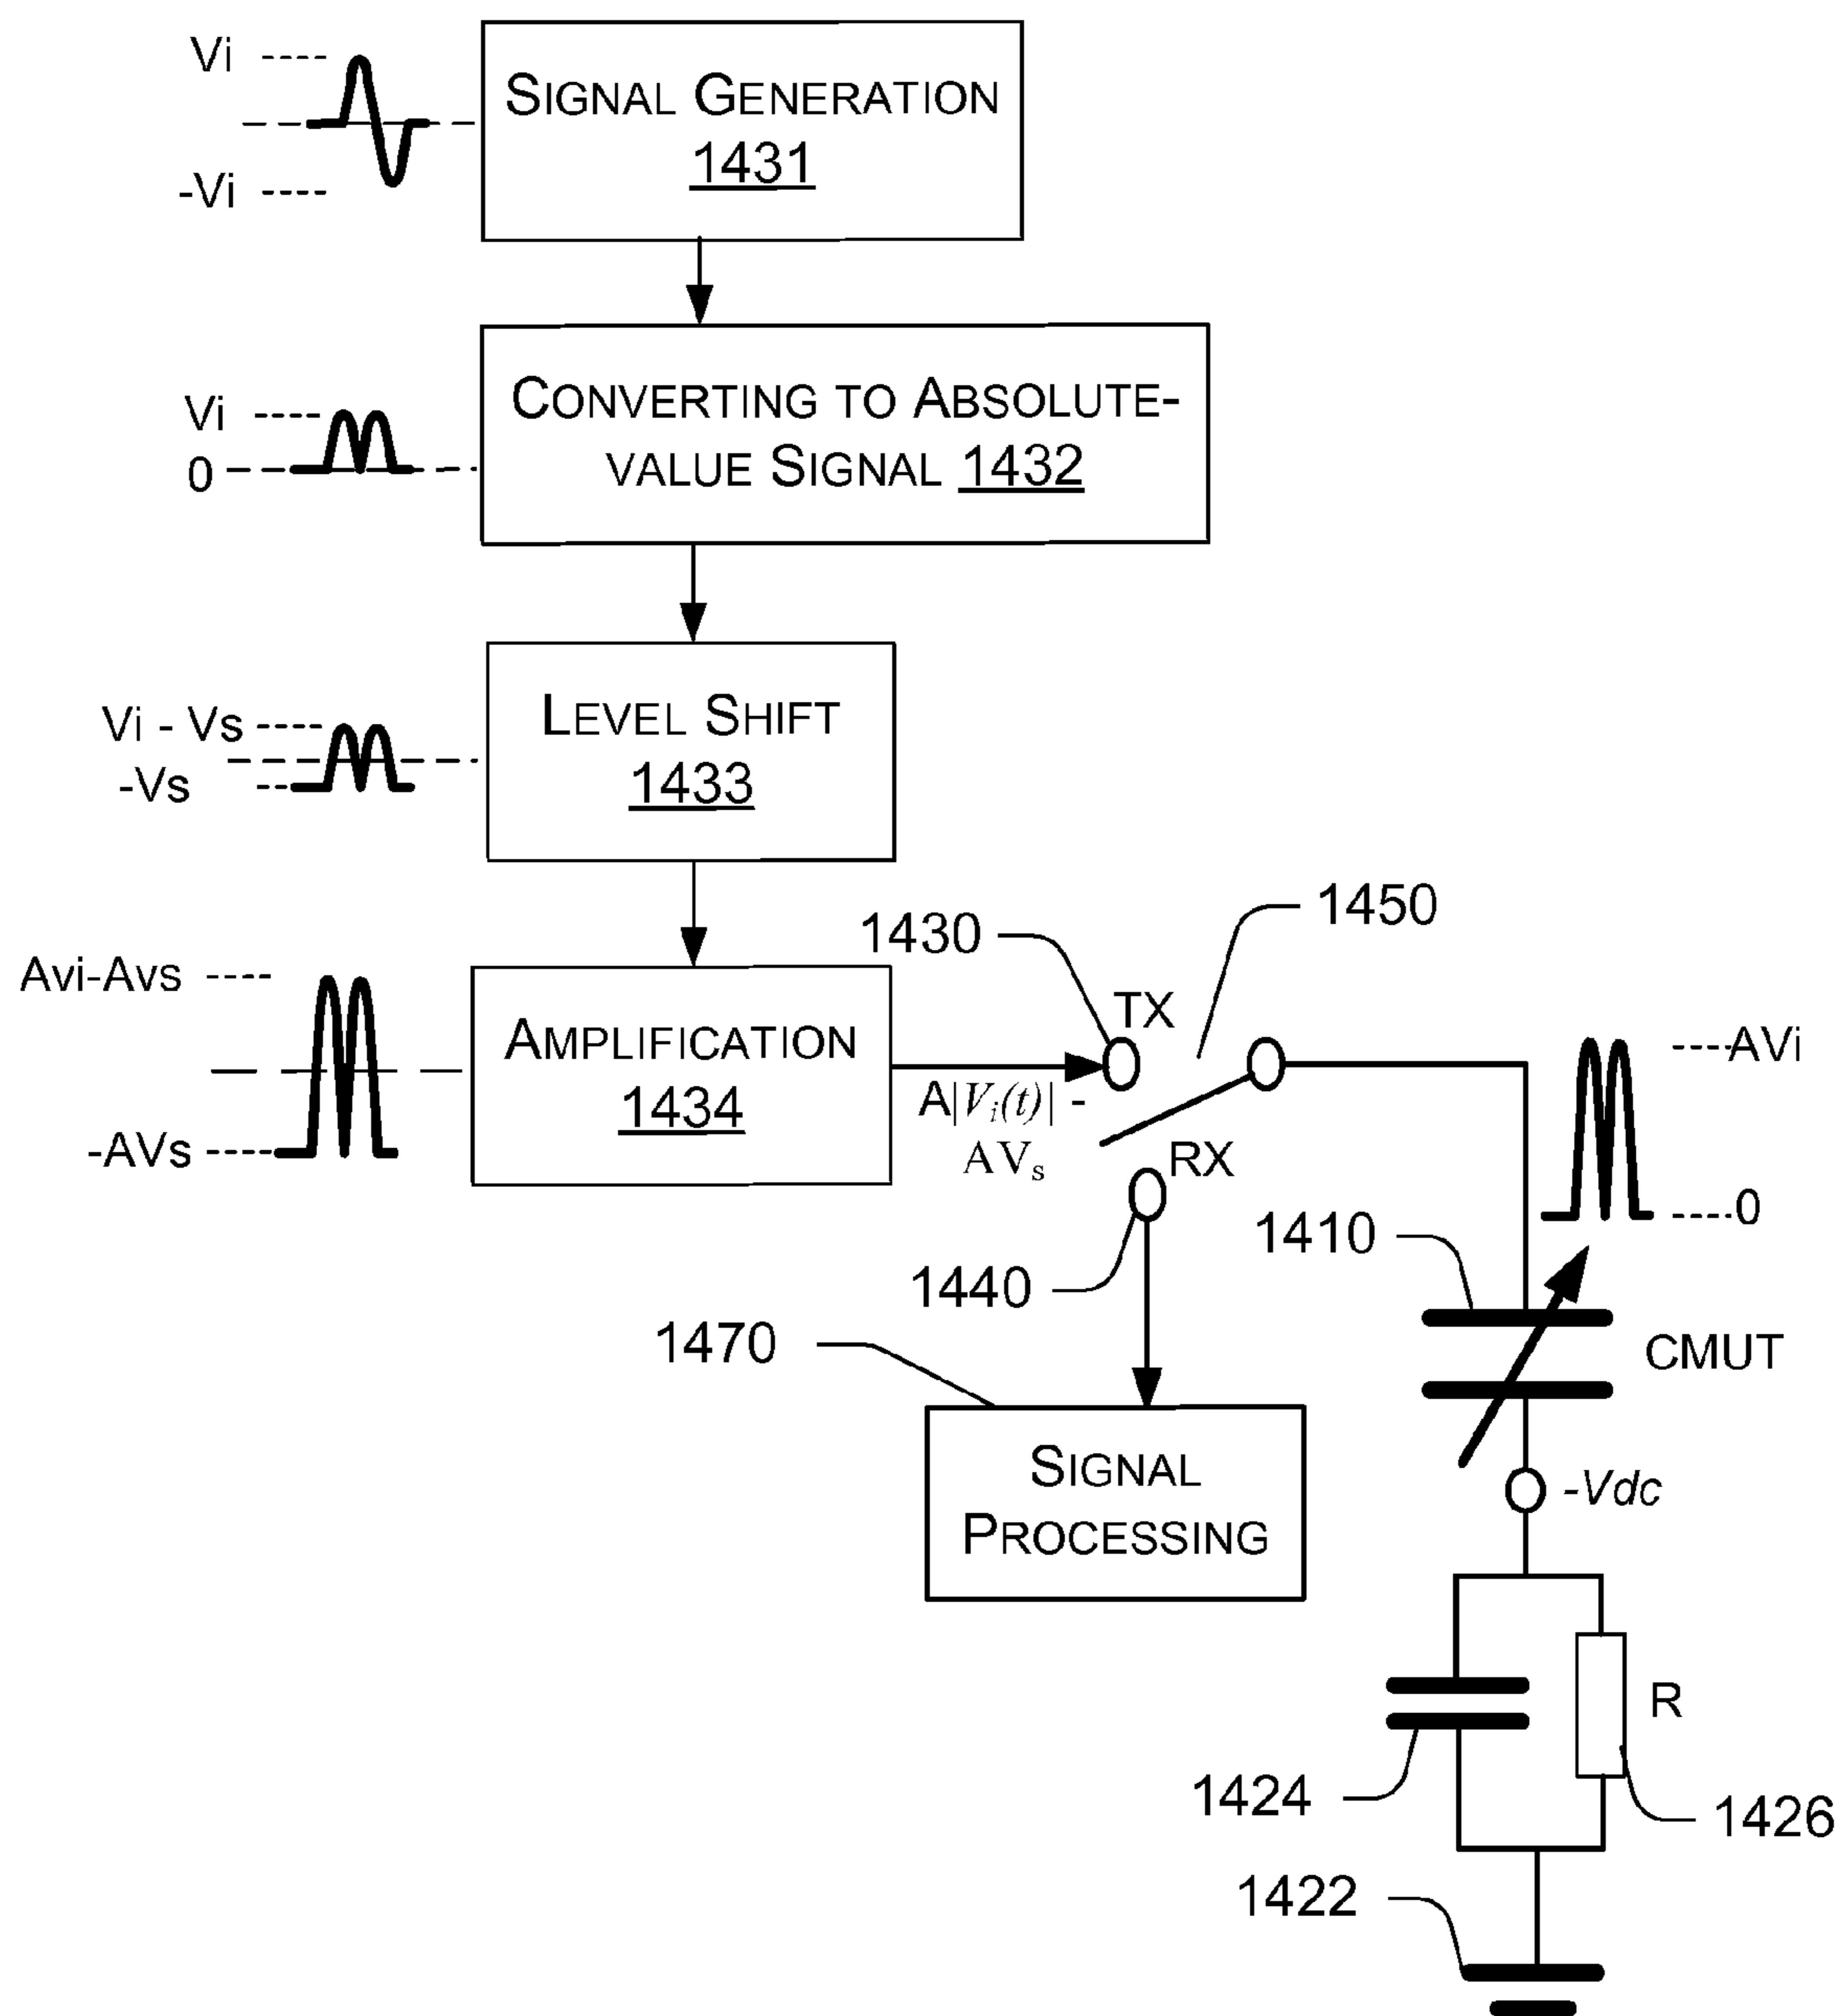 Vi
-Vi
SIGNAL GENERATION
1431
Vi
0
CONVERTING TO ABSOLUTE-
VALUE SIGNAL 1432
Vi - Vs
-Vs
LEVEL SHIFT
1433
1450
1430
Avi-Avs
-AVs
AMPLIFICATION
1434
TX
A|Vi(t)| -
AVs
RX
AVi
0
1410
1440
1470
CMUT
SIGNAL
PROCESSING
-Vdc
R
1424
1426
1422